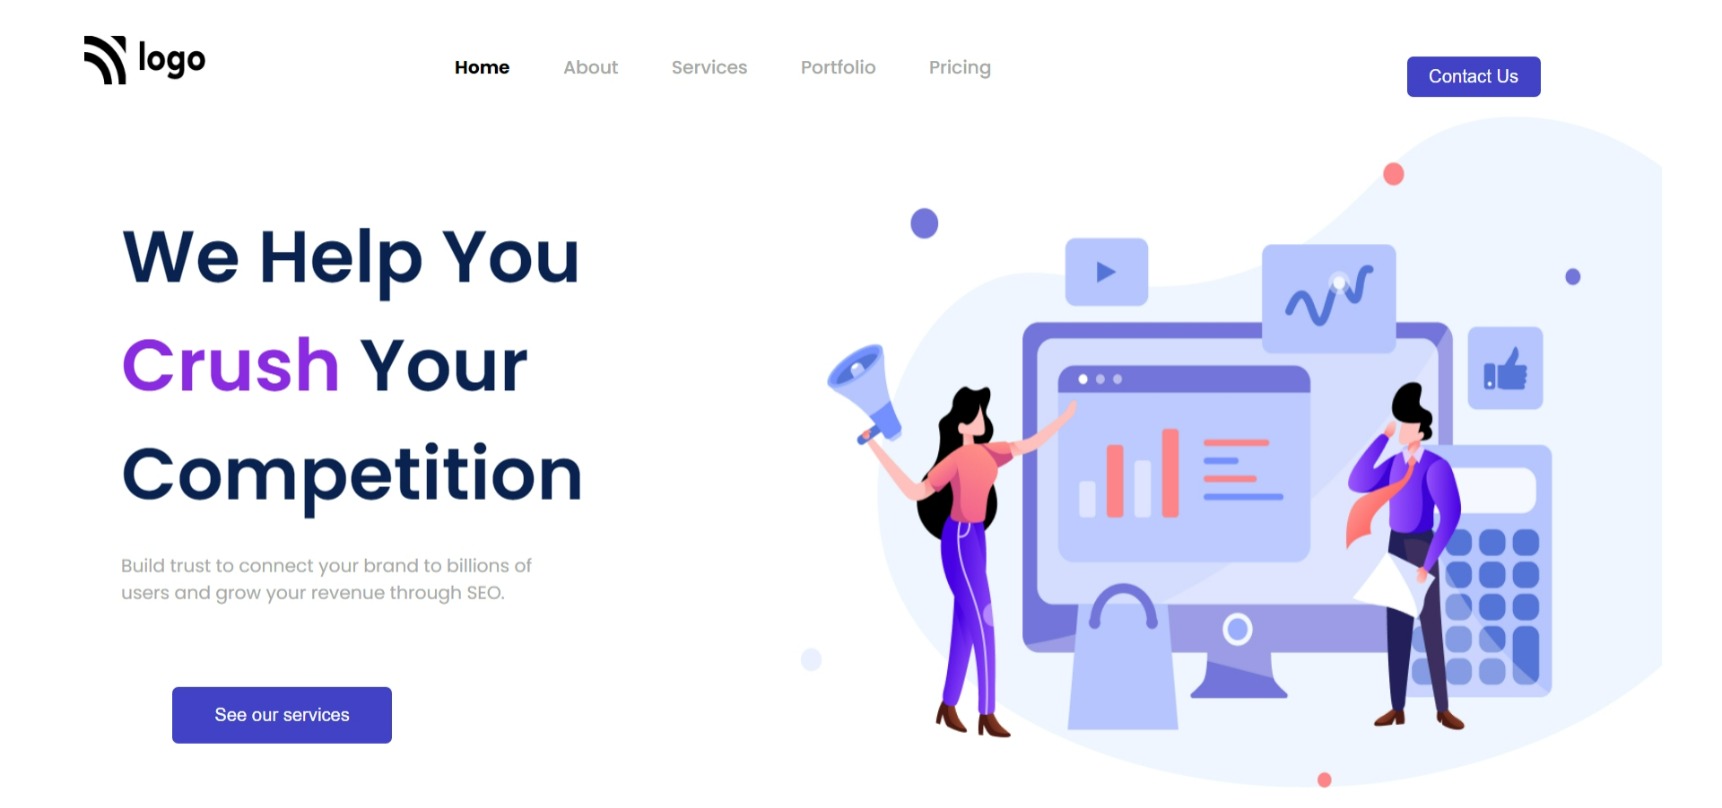 logo
Home About Services Portfolio Pricing
Contact Us
We Help You
Crush Your
Competition
Build trust to connect your brand to billions of
users and grow your revenue through SEO.
See our services